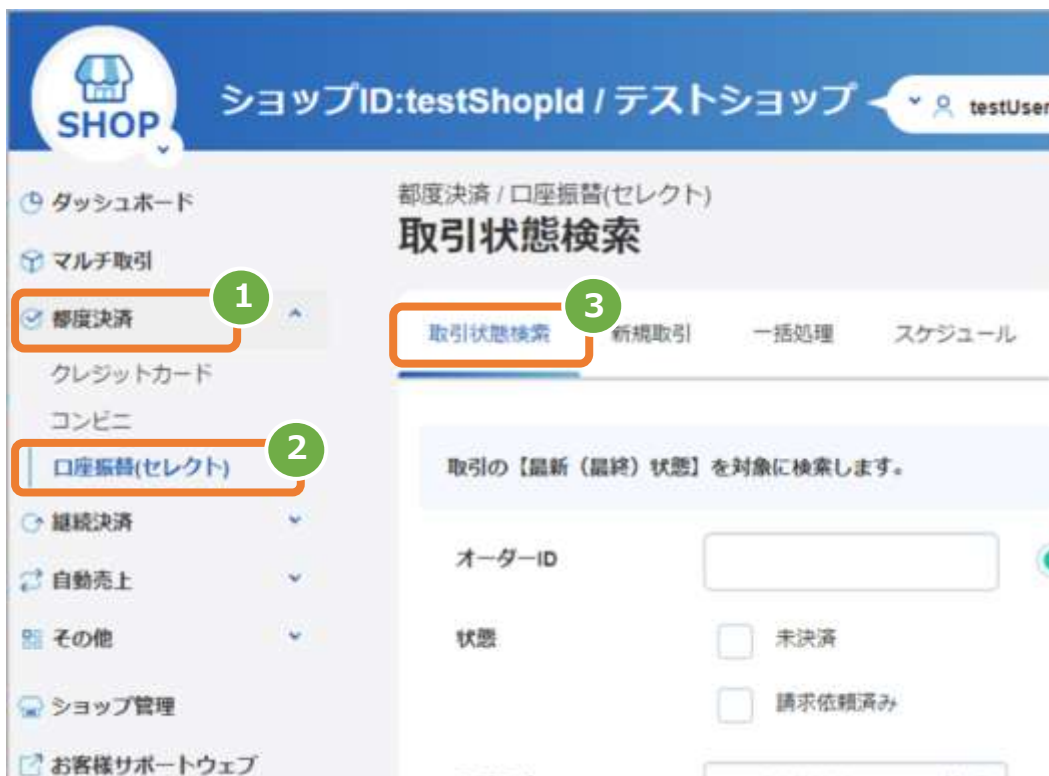 SHOP
ショップID:testShopId / テストショップ
testUser
ダッシュボード
マルチ取引
1
都度決済
クレジットカード
コンビニ
2
口座振替(セレクト)
継続決済
自動売上
その他
ショップ管理
お客様サポートウェブ
都度決済 / 口座振替(セレクト)
取引状態検索
3
取引状態検索 新規取引 一括処理 スケジュール
取引の【最新（最終）状態】を対象に検索します。
オーダーID
状態
未決済
請求依頼済み